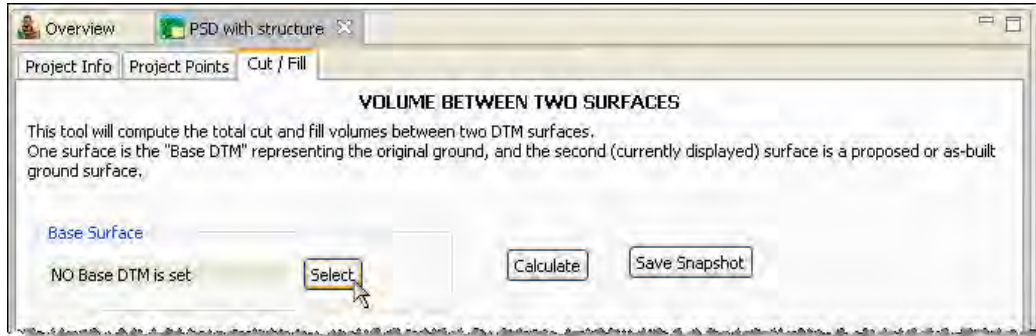 Overview PSD with structure
Project Info Project Points Cut / Fill
VOLUME BETWEEN TWO SURFACES
This tool will compute the total cut and fill volumes between two DTM surfaces.
One surface is the "Base DTM" representing the original ground, and the second (currently displayed) surface is a proposed or as-built
ground surface.
Base Surface
NO Base DTM is set Select Calculate Save Snapshot